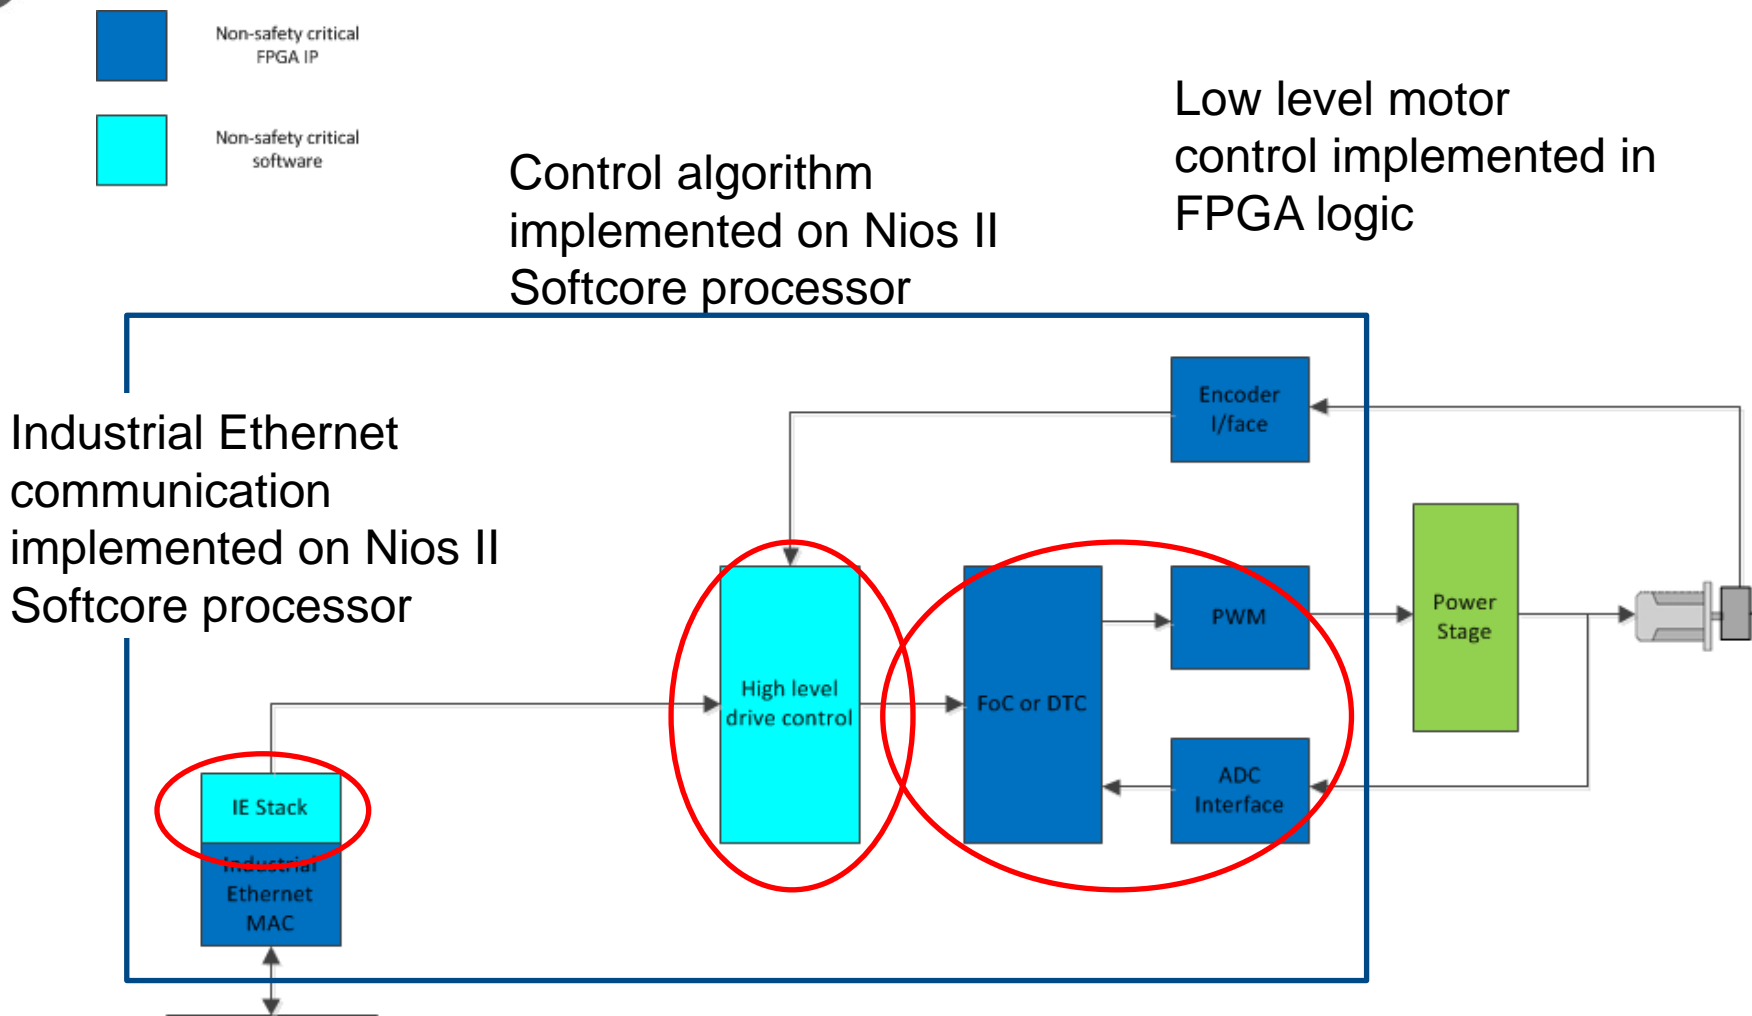 Non-safety critical
FPGA IP
Non-safety critical
software
Control algorithm
implemented on Nios II
Softcore processor
Low level motor
control implemented in
FPGA logic
Industrial Ethernet
communication
implemented on Nios II
Softcore processor
Encoder
I/face
High level
drive control
FoC or DTC
PWM
ADC
Interface
Power
Stage
IE Stack
Industrial
Ethernet
MAC